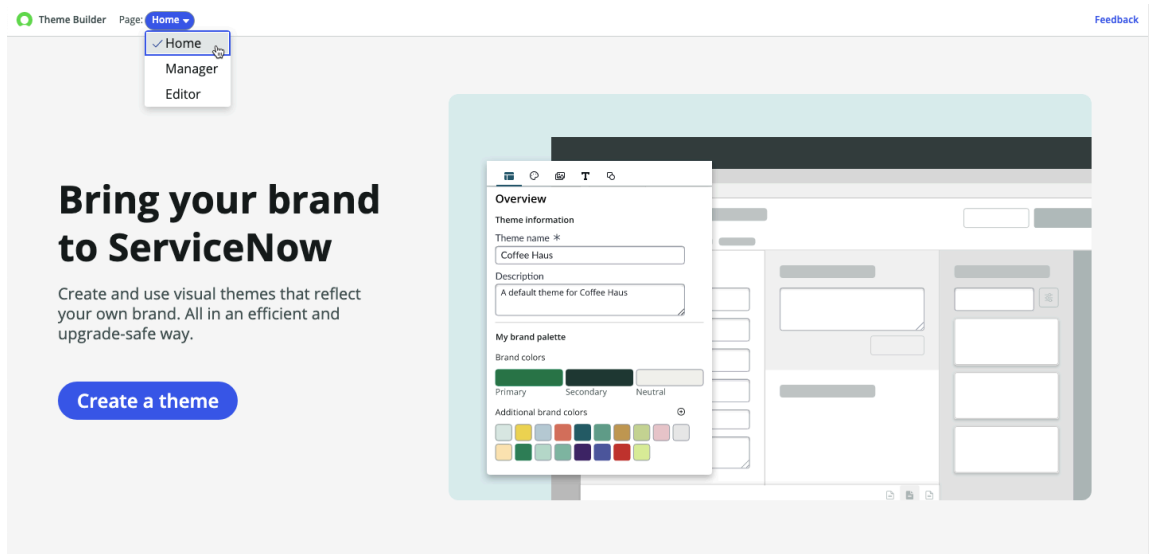 Theme Builder Page: Home Feedback
Home
Manager
Editor
Bring your brand
to ServiceNow
Create and use visual themes that reflect
your own brand. All in an efficient and
upgrade-safe way.
Create a theme
Overview
Theme information
Theme name *
Coffee Haus
Description
A default theme for Coffee Haus
My brand palette
Brand colors
Primary Secondary Neutral
Additional brand colors